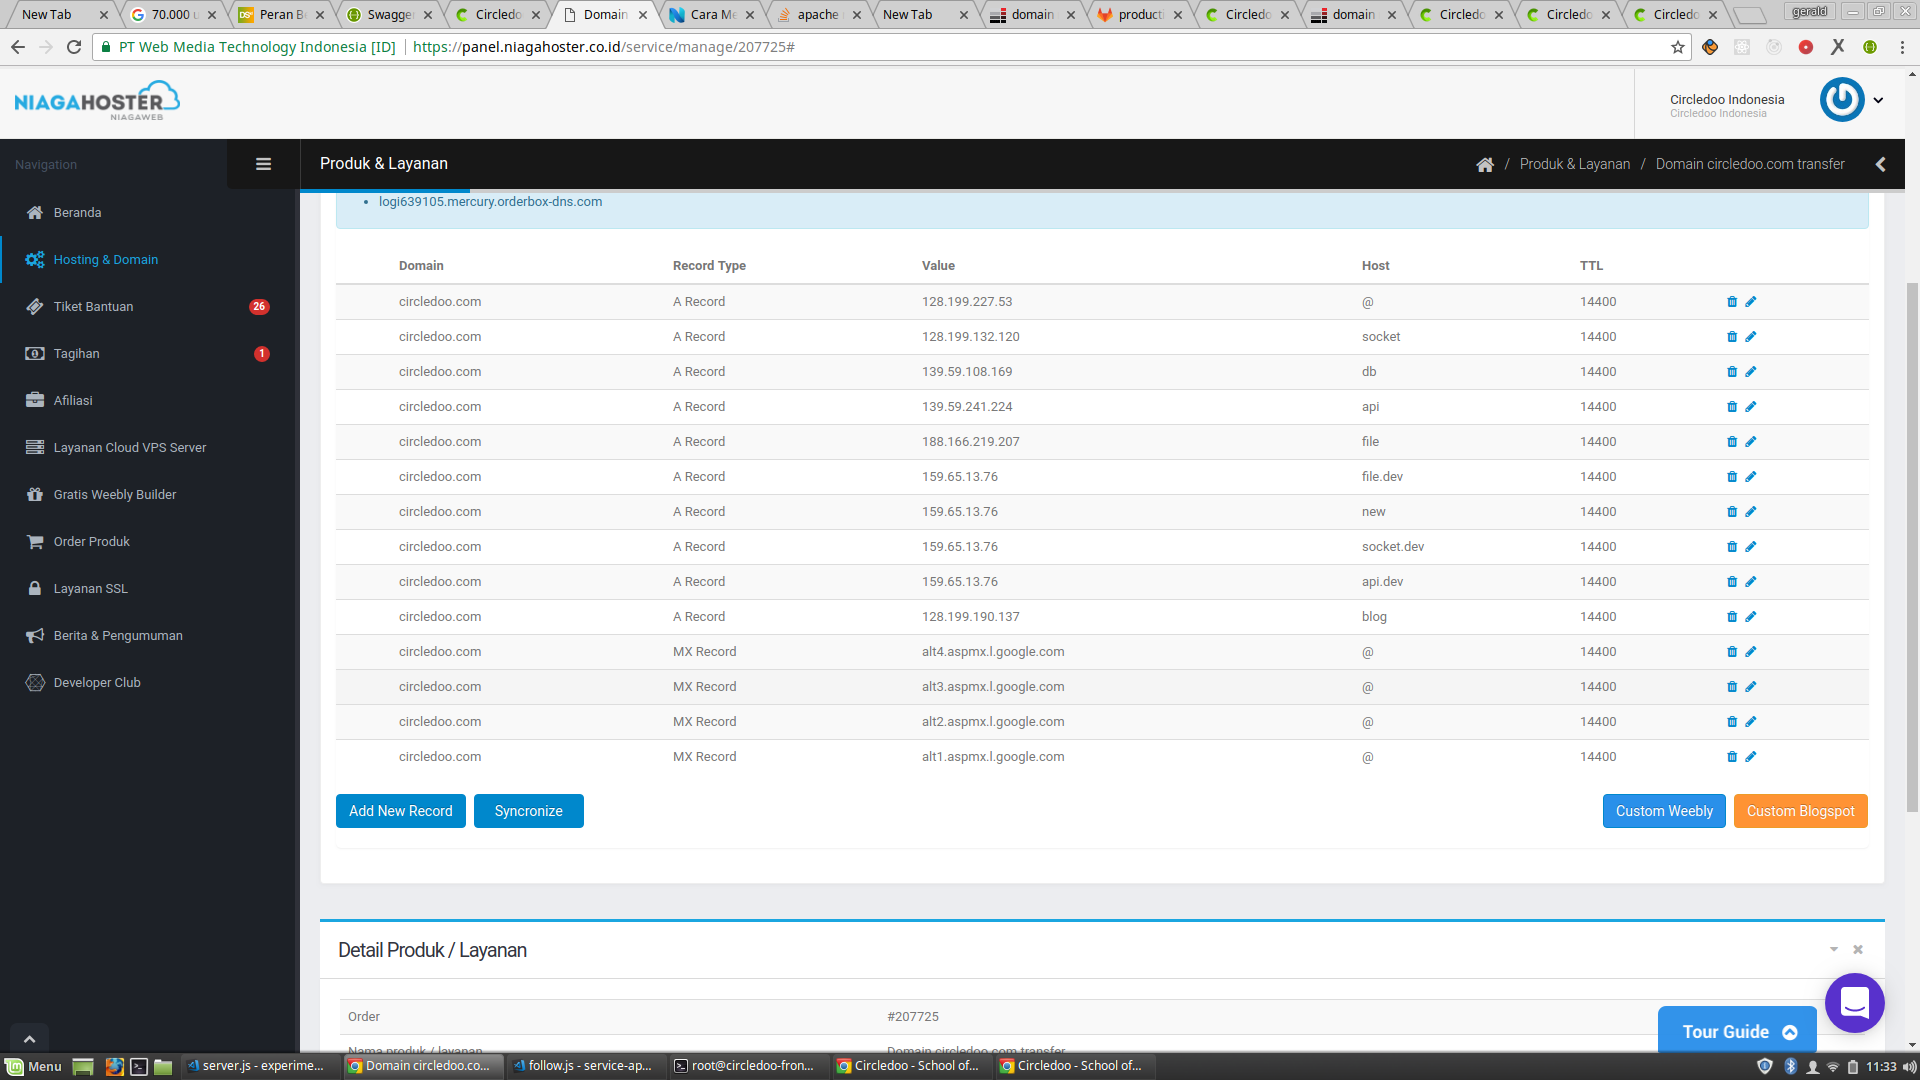 New Tab
70.000 u
Peran Be
Swagge
Circledo
Domain
Cara Me
apache
New Tab
domain
producti
Circledo
domain
Circledo
Circledo
Circledo
gerald
PT Web Media Technology Indonesia [ID]
https://panel.niagahoster.co.id/service/manage/207725#
NIAGAHOSTER
NIAGAWEB
Circledoo Indonesia
Circledoo Indonesia
Navigation
Produk & Layanan
/ Produk & Layanan / Domain circledoo.com transfer
Beranda
Hosting & Domain
Tiket Bantuan 26
Tagihan 1
Afiliasi
Layanan Cloud VPS Server
Gratis Weebly Builder
Order Produk
Layanan SSL
Berita & Pengumuman
Developer Club
logi639105.mercury.orderbox-dns.com
Domain Record Type Value Host TTL
circledoo.com A Record 128.199.227.53 @ 14400
circledoo.com A Record 128.199.132.120 socket 14400
circledoo.com A Record 139.59.108.169 db 14400
circledoo.com A Record 139.59.241.224 api 14400
circledoo.com A Record 188.166.219.207 file 14400
circledoo.com A Record 159.65.13.76 file.dev 14400
circledoo.com A Record 159.65.13.76 new 14400
circledoo.com A Record 159.65.13.76 socket.dev 14400
circledoo.com A Record 159.65.13.76 api.dev 14400
circledoo.com A Record 128.199.190.137 blog 14400
circledoo.com MX Record alt4.aspmx.l.google.com @ 14400
circledoo.com MX Record alt3.aspmx.l.google.com @ 14400
circledoo.com MX Record alt2.aspmx.l.google.com @ 14400
circledoo.com MX Record alt1.aspmx.l.google.com @ 14400
Add New Record
Syncronize
Custom Weebly
Custom Blogspot
Detail Produk / Layanan
Order #207725
Nama produk / layanan Domain circledoo.com transfer
Tour Guide
Menu
server.js - experime...
Domain circledoo.co...
follow.js - service-ap...
root@circledoo-fron...
Circledoo - School of...
Circledoo - School of...
11:33